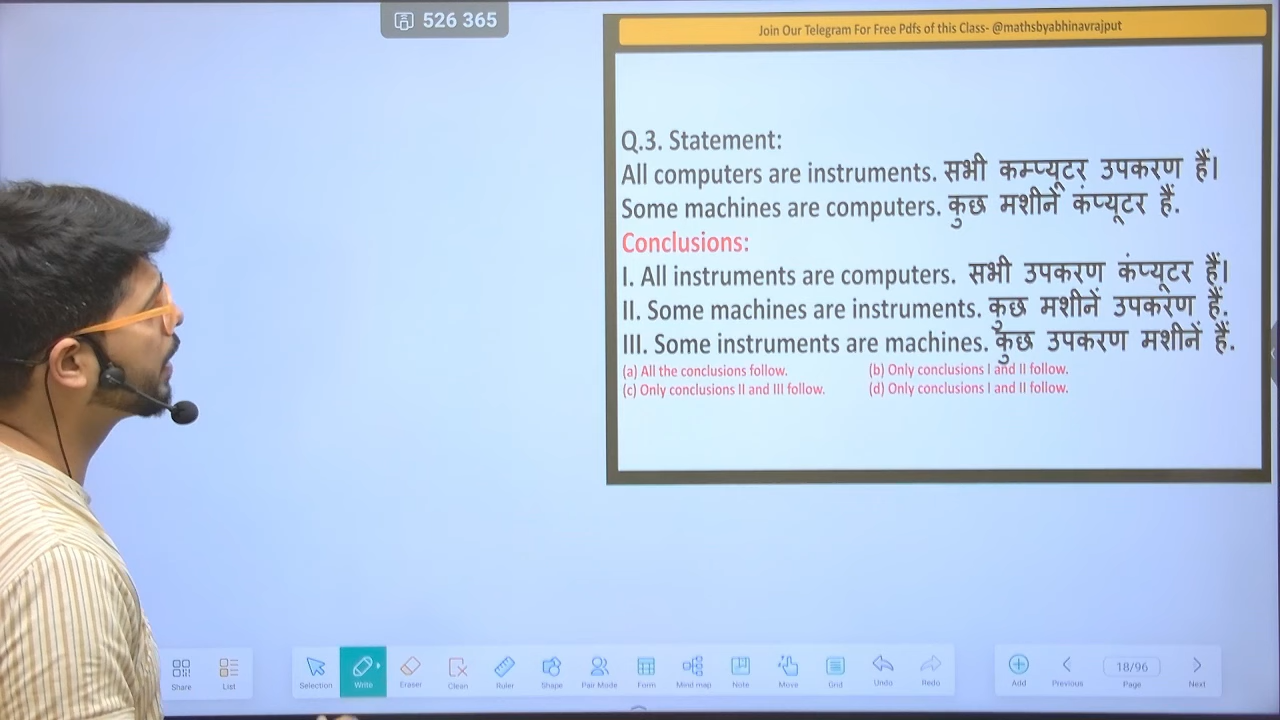 526 365
Join Our Telegram For Free Pdfs of this Class- @mathsbyabhinavrajput
Q.3. Statement:
All computers are instruments. सभी कम्प्यूटर उपकरण हैं।
Some machines are computers. कुछ मशीनें कंप्यूटर हैं.
Conclusions:
I. All instruments are computers. सभी उपकरण कंप्यूटर हैं।
II. Some machines are instruments. कुछ मशीनें उपकरण हैं.
III. Some instruments are machines. कुछ उपकरण मशीनें हैं.
(a) All the conclusions follow. (b) Only conclusions I and II follow.
(c) Only conclusions II and III follow. (d) Only conclusions I and II follow.
Share List Selection Write Eraser Clean Ruler Shape Pair Mode Form Mind map Note Move Grid Undo Redo Add Previous 18/96 Page Next